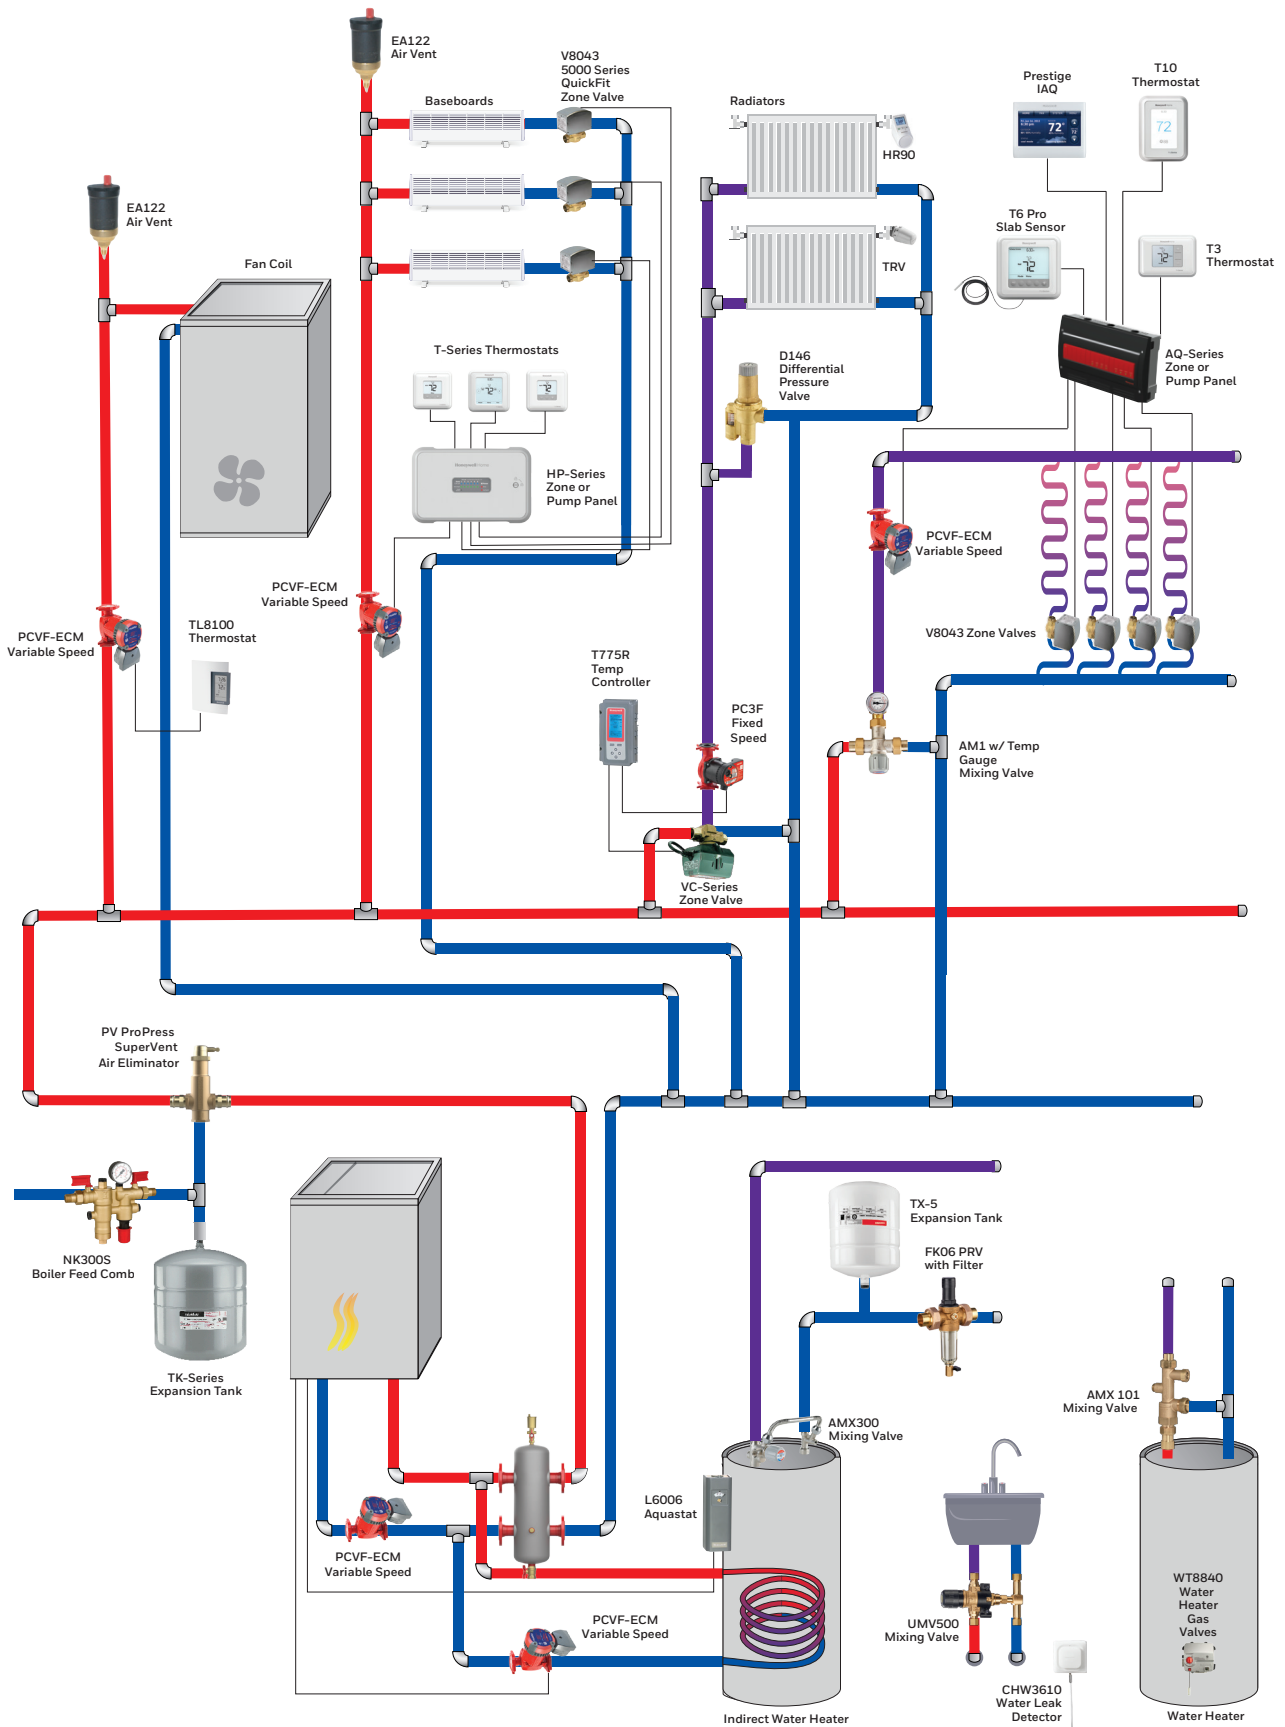 EA122
Air Vent
V8043
5000 Series
QuickFit
Zone Valve
Baseboards
Radiators
HR90
Prestige
IAQ
T10
Thermostat
72
72
EA122
Air Vent
T6 Pro
Slab Sensor
72
T3
Thermostat
72
Fan Coil
TRV
T-Series Thermostats
D146
Differential
Pressure
Valve
AQ-Series
Zone or
Pump Panel
HP-Series
Zone or
Pump Panel
PCVF-ECM
Variable Speed
PCVF-ECM
Variable Speed
TL8100
Thermostat
PCVF-ECM
Variable Speed
V8043 Zone Valves
T775R
Temp
Controller
PC3F
Fixed
Speed
AM1 w/ Temp
Gauge
Mixing Valve
VC-Series
Zone Valve
PV ProPress
SuperVent
Air Eliminator
NK300S
Boiler Feed Comb
TK-Series
Expansion Tank
TX-5
Expansion Tank
FK06 PRV
with Filter
AMX 101
Mixing Valve
AMX300
Mixing Valve
L6006
Aquastat
PCVF-ECM
Variable Speed
PCVF-ECM
Variable Speed
UMV500
Mixing Valve
WT8840
Water
Heater
Gas
Valves
CHW3610
Water Leak
Detector
Indirect Water Heater
Water Heater